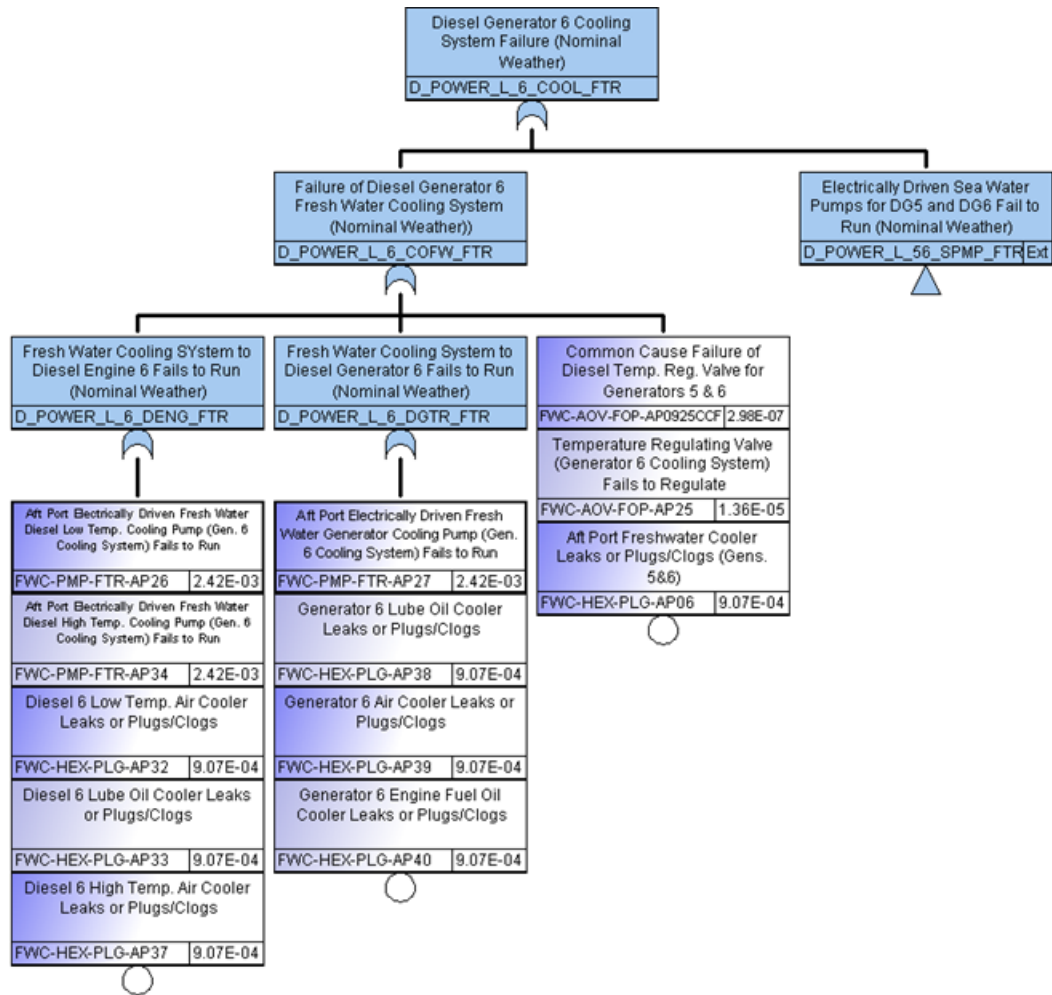 Diesel Generator 6 Cooling
System Failure (Nominal
Weather)
D_POWER_L_6_COOL_FTR
Failure of Diesel Generator 6
Fresh Water Cooling System
(Nominal Weather))
D_POWER_L_6_COFW_FTR
Electrically Driven Sea Water
Pumps for DG5 and DG6 Fail to
Run (Nominal Weather)
D_POWER_L_56_SPMP_FTR Ext
Fresh Water Cooling SYstem to
Diesel Engine 6 Fails to Run
(Nominal Weather)
D_POWER_L_6_DENG_FTR
Fresh Water Cooling System to
Diesel Generator 6 Fails to Run
(Nominal Weather)
D_POWER_L_6_DGTR_FTR
Common Cause Failure of
Diesel Temp. Reg. Valve for
Generators 5 & 6
FWC-AOV-FOP-AP0925CCF 2.98E-07
Temperature Regulating Valve
(Generator 6 Cooling System)
Fails to Regulate
FWC-AOV-FOP-AP25 1.36E-05
Aft Port Freshwater Cooler
Leaks or Plugs/Clogs (Gens.
5&6)
FWC-HEX-PLG-AP06 9.07E-04
Aft Port Electrically Driven Fresh Water
Diesel Low Temp. Cooling Pump (Gen. 6
Cooling System) Fails to Run
FWC-PMP-FTR-AP26 2.42E-03
Aft Port Electrically Driven Fresh Water
Diesel High Temp. Cooling Pump (Gen. 6
Cooling System) Fails to Run
FWC-PMP-FTR-AP34 2.42E-03
Diesel 6 Low Temp. Air Cooler
Leaks or Plugs/Clogs
FWC-HEX-PLG-AP32 9.07E-04
Diesel 6 Lube Oil Cooler Leaks
or Plugs/Clogs
FWC-HEX-PLG-AP33 9.07E-04
Diesel 6 High Temp. Air Cooler
Leaks or Plugs/Clogs
FWC-HEX-PLG-AP37 9.07E-04
Aft Port Electrically Driven Fresh
Water Generator Cooling Pump (Gen.
6 Cooling System) Fails to Run
FWC-PMP-FTR-AP27 2.42E-03
Generator 6 Lube Oil Cooler
Leaks or Plugs/Clogs
FWC-HEX-PLG-AP38 9.07E-04
Generator 6 Air Cooler Leaks or
Plugs/Clogs
FWC-HEX-PLG-AP39 9.07E-04
Generator 6 Engine Fuel Oil
Cooler Leaks or Plugs/Clogs
FWC-HEX-PLG-AP40 9.07E-04